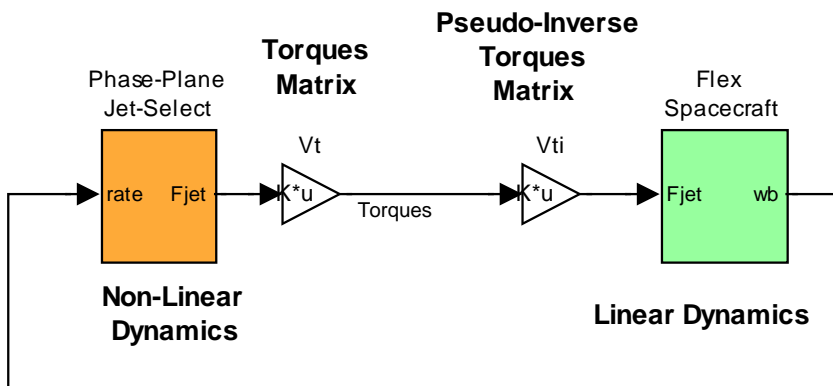 Torques
Matrix
Pseudo-Inverse
Torques
Matrix
Phase-Plane
Jet-Select
Flex
Spacecraft
Vt
Vti
rate
Fjet
K*u
Torques
K*u
Fjet
wb
Non-Linear
Dynamics
Linear Dynamics